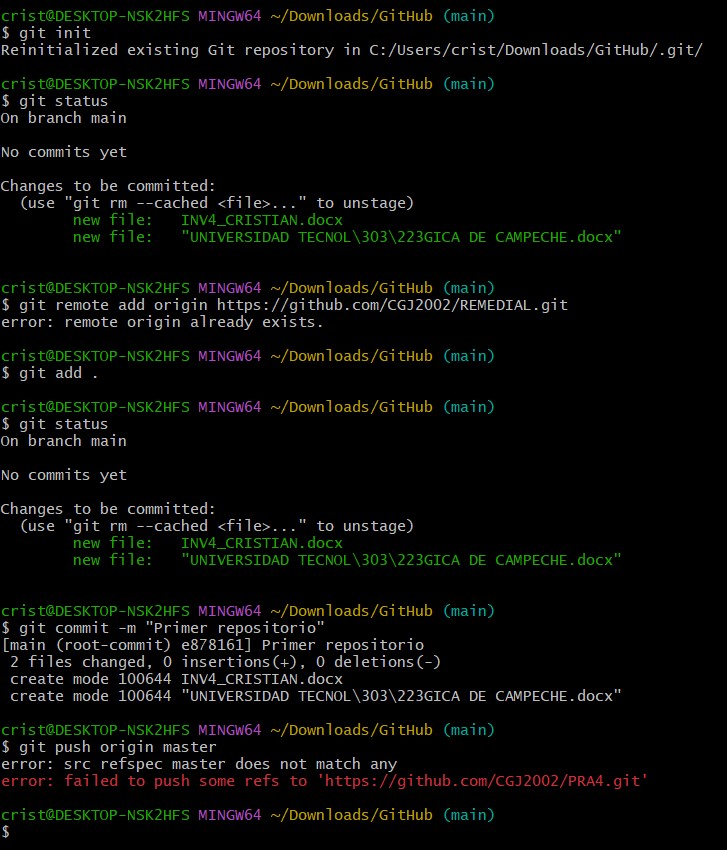 crist@DESKTOP-NSK2HFS MINGW64 ~/Downloads/GitHub (main)
$ git init
Reinitialized existing Git repository in C:/Users/crist/Downloads/GitHub/.git/
crist@DESKTOP-NSK2HFS MINGW64 ~/Downloads/GitHub (main)
$ git status
On branch main
No commits yet
Changes to be committed:
  (use "git rm --cached <file>..." to unstage)
        new file:   INV4_CRISTIAN.docx
        new file:   "UNIVERSIDAD TECNOL\303\223GICA DE CAMPECHE.docx"
crist@DESKTOP-NSK2HFS MINGW64 ~/Downloads/GitHub (main)
$ git remote add origin https://github.com/CGJ2002/REMEDIAL.git
error: remote origin already exists.
crist@DESKTOP-NSK2HFS MINGW64 ~/Downloads/GitHub (main)
$ git add .
crist@DESKTOP-NSK2HFS MINGW64 ~/Downloads/GitHub (main)
$ git status
On branch main
No commits yet
Changes to be committed:
  (use "git rm --cached <file>..." to unstage)
        new file:   INV4_CRISTIAN.docx
        new file:   "UNIVERSIDAD TECNOL\303\223GICA DE CAMPECHE.docx"
crist@DESKTOP-NSK2HFS MINGW64 ~/Downloads/GitHub (main)
$ git commit -m "Primer repositorio"
[main (root-commit) e878161] Primer repositorio
 2 files changed, 0 insertions(+), 0 deletions(-)
 create mode 100644 INV4_CRISTIAN.docx
 create mode 100644 "UNIVERSIDAD TECNOL\303\223GICA DE CAMPECHE.docx"
crist@DESKTOP-NSK2HFS MINGW64 ~/Downloads/GitHub (main)
$ git push origin master
error: src refspec master does not match any
error: failed to push some refs to 'https://github.com/CGJ2002/PRA4.git'
crist@DESKTOP-NSK2HFS MINGW64 ~/Downloads/GitHub (main)
$